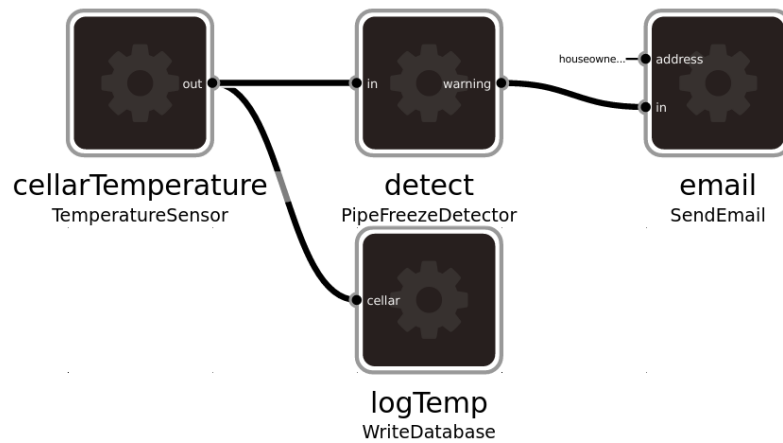 out
in
warning
houseowne...
address
in
cellarTemperature
TemperatureSensor
detect
PipeFreezeDetector
email
SendEmail
cellar
logTemp
WriteDatabase